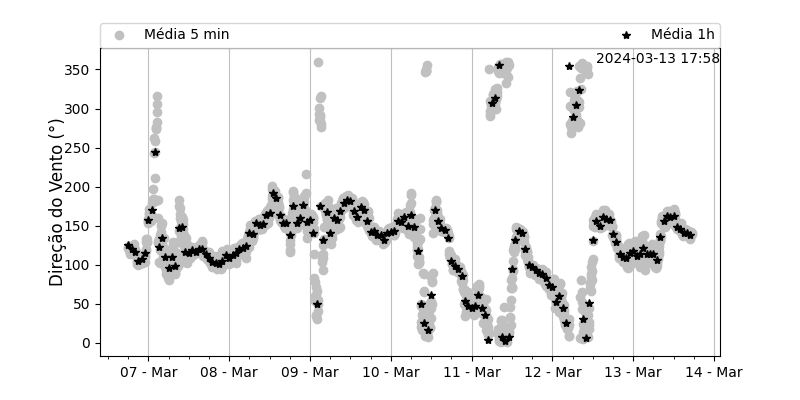 Média 5 min
Média 1h
2024-03-13 17:58
Direção do Vento (°)
350
300
250
200
150
100
50
0
07 - Mar
08 - Mar
09 - Mar
10 - Mar
11 - Mar
12 - Mar
13 - Mar
14 - Mar